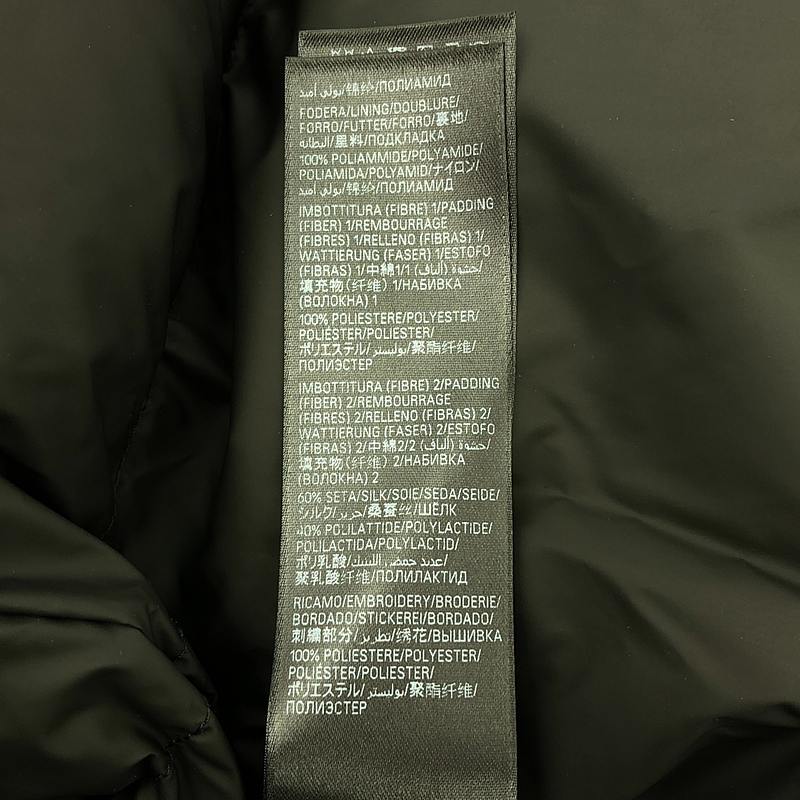 بولي أميد/锦纶/ПОЛИАМИД
FODERA/LINING/DOUBLURE/
FORRO/FUTTER/FORRO/裏地/
البطانه/里料/ПОДКЛАДКА
100% POLIAMMIDE/POLYAMIDE/
POLIAMIDA/POLYAMID/ナイロン/
بولي أميد/锦纶/ПОЛИАМИД
IMBOTTITURA (FIBRE) 1/PADDING
(FIBER) 1/REMBOURRAGE
(FIBRES) 1/RELLENO (FIBRAS) 1/
WATTIERUNG (FASER) 1/ESTOFO
(FIBRAS) 1/中綿1/1 (ألياف) حشوة/
填充物(纤维) 1/НАБИВКА
(ВОЛОКНА) 1
100% POLIESTERE/POLYESTER/
POLIÉSTER/POLIÉSTER/
ポリエステル/بوليستر/聚酯纤维/
ПОЛИЭСТЕР
IMBOTTITURA (FIBRE) 2/PADDING
(FIBER) 2/REMBOURRAGE
(FIBRES) 2/RELLENO (FIBRAS) 2/
WATTIERUNG (FASER) 2/ESTOFO
(FIBRAS) 2/中綿2/2 (ألياف) حشوة/
填充物(纤维) 2/НАБИВКА
(ВОЛОКНА) 2
60% SETA/SILK/SOIE/SEDA/SEIDE/
シルク/حرير/桑蚕丝/ШЁЛК
40% POLILATTIDE/POLYLACTIDE/
POLILACTIDA/POLYLACTID/
ポリ乳酸/عديد حمض اللبنيك/
聚乳酸纤维/ПОЛИЛАКТИД
RICAMO/EMBROIDERY/BRODERIE/
BORDADO/STICKEREI/BORDADO/
刺繍部分/تطريز/绣花/ВЫШИВКА
100% POLIESTERE/POLYESTER/
POLIÉSTER/POLIÉSTER/
ポリエステル/بوليستر/聚酯纤维/
ПОЛИЭСТЕР